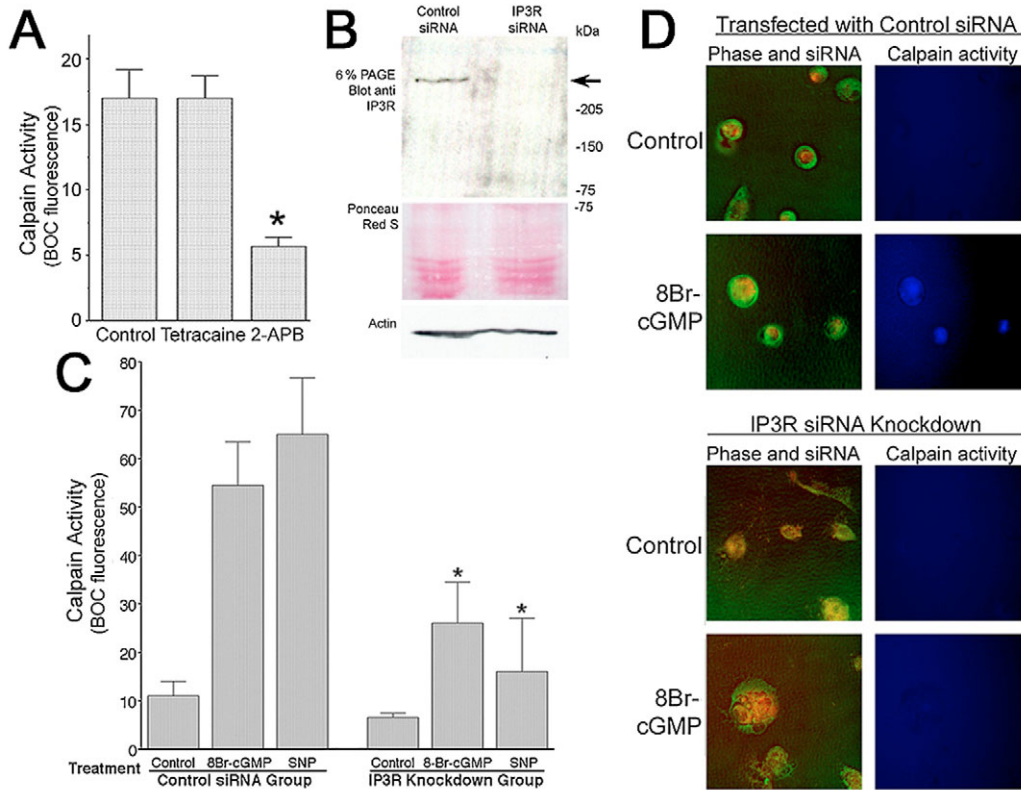 A
Calpain Activity
(BOC fluorescence)
20
15
10
5
0
Control Tetracaine 2-APB
*
B
Control
siRNA
IP3R
siRNA
kDa
6% PAGE
Blot anti
IP3R
-205
-150
-75
Ponceau
Red S
-75
Actin
C
Calpain Activity
(BOC fluorescence)
80
70
60
50
40
30
20
10
0
*
*
Treatment
Control 8Br-cGMP SNP
Control siRNA Group
Control 8-Br-cGMP SNP
IP3R Knockdown Group
D
Transfected with Control siRNA
Phase and siRNA Calpain activity
Control
8Br-
cGMP
IP3R siRNA Knockdown
Phase and siRNA Calpain activity
Control
8Br-
cGMP